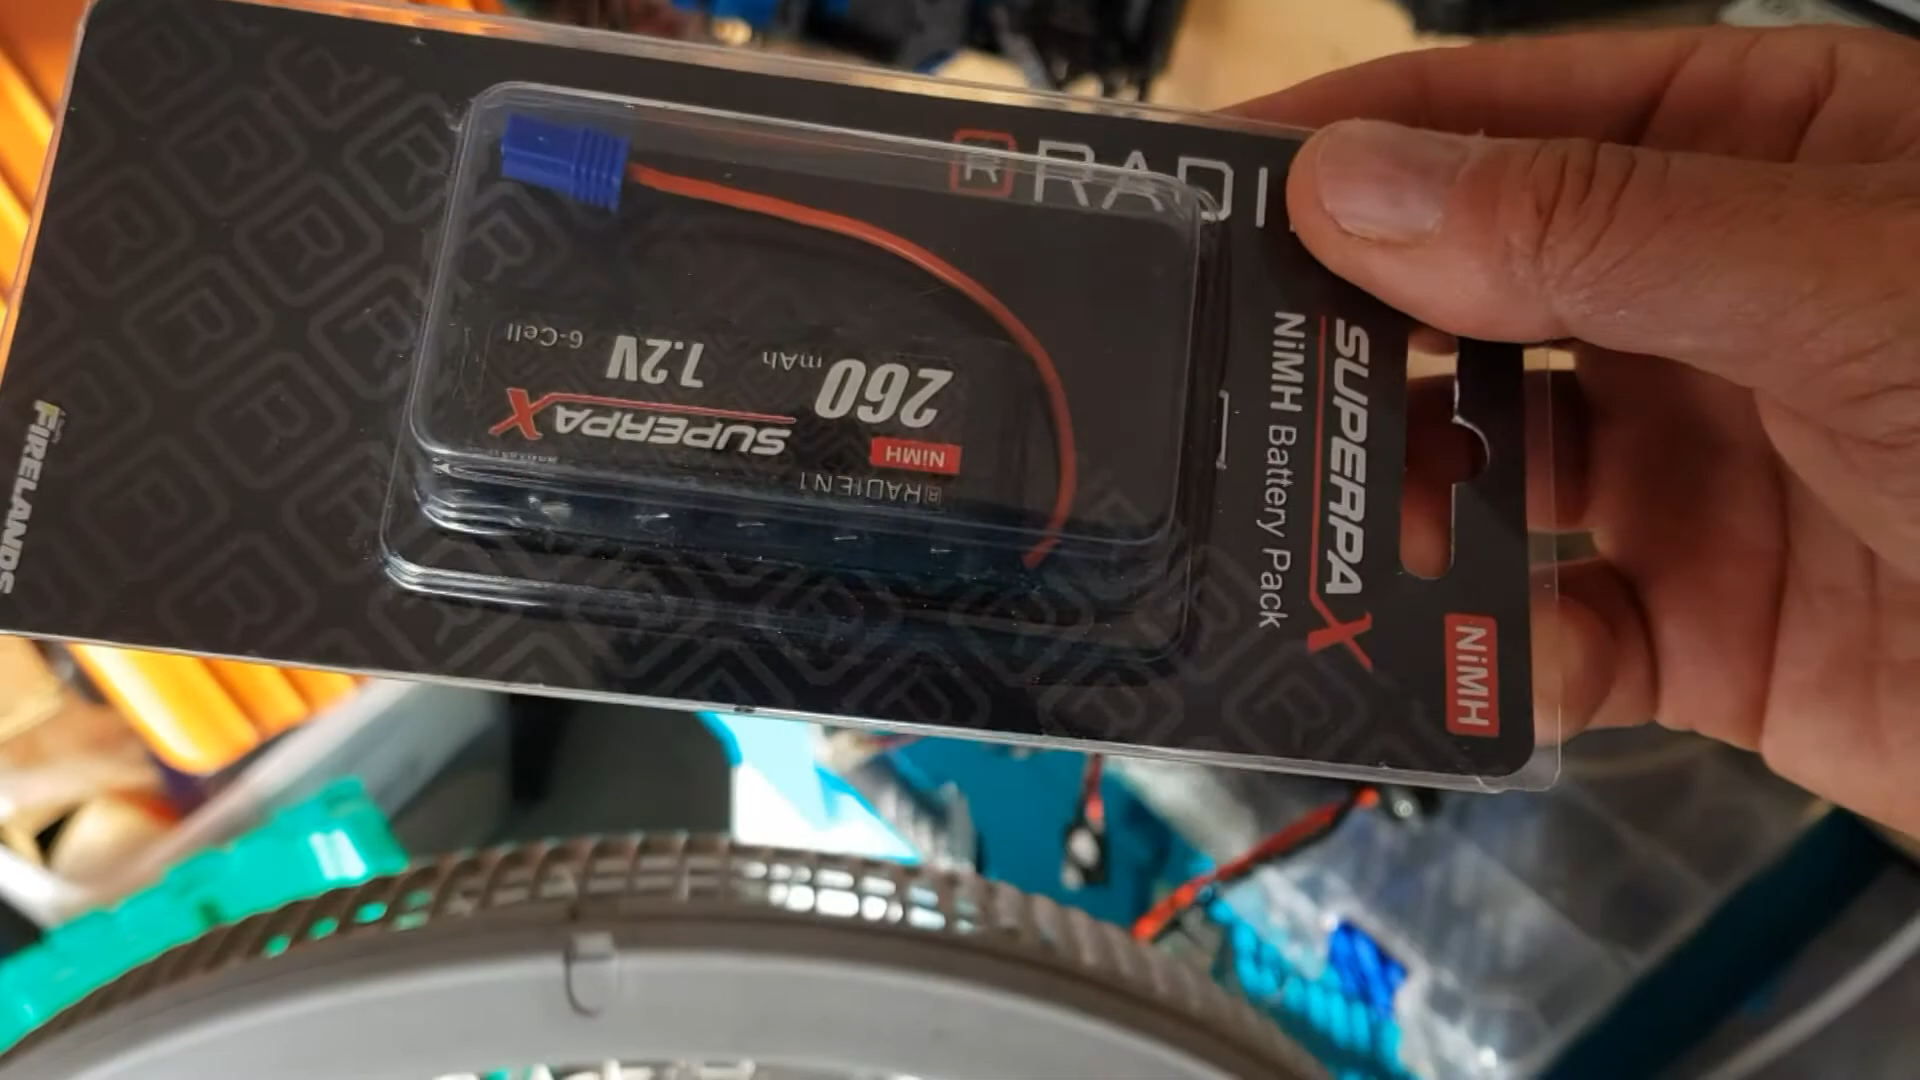 RADI
SUPERPAX
NiMH Battery Pack
NiMH
RADIENT
NiMH
SUPERPAX
260 mAh 7.2V 6-Cell
FIRELANDS